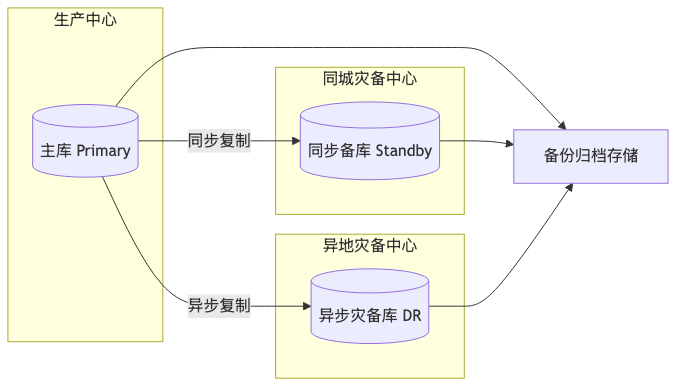 生产中心
主库 Primary
同步复制
异步复制
同城灾备中心
同步备库 Standby
异地灾备中心
异步灾备库 DR
备份归档存储